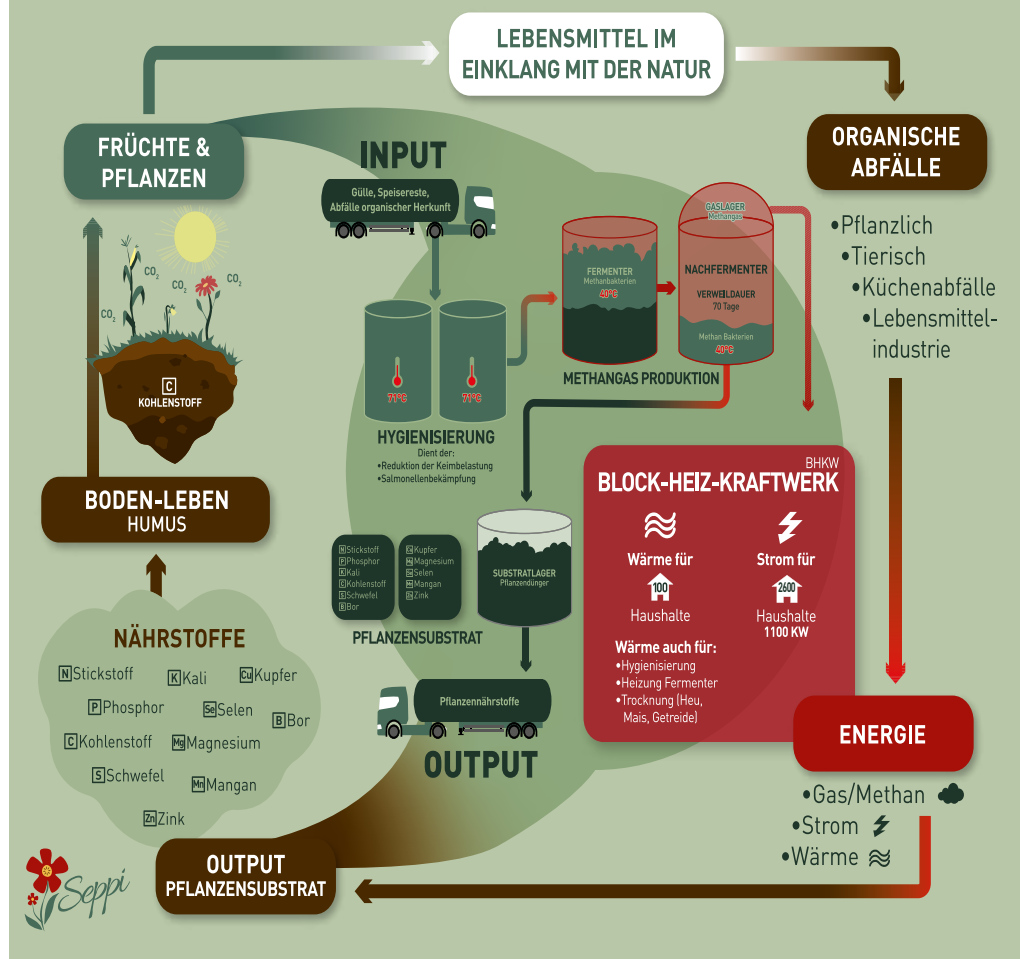 LEBENSMITTEL IM
EINKLANG MIT DER NATUR
FRÜCHTE &
PFLANZEN
ORGANISCHE
ABFÄLLE
•Pflanzlich
•Tierisch
•Küchenabfälle
•Lebensmittel-
industrie
INPUT
Gülle, Speisereste,
Abfälle organischer Herkunft
CO2
CO2
CO2
CO2
C
KOHLENSTOFF
71°C
71°C
HYGIENISIERUNG
Dient der:
•Reduktion der Keimbelastung
•Salmonellenbekämpfung
FERMENTER
Methanbakterien
40°C
GASLAGER
Methangas
NACHFERMENTER
VERWEILDAUER
70 Tage
Methan Bakterien
40°C
METHANGAS PRODUKTION
BODEN-LEBEN
HUMUS
BHKW
BLOCK-HEIZ-KRAFTWERK
Wärme für
100
Haushalte
Strom für
2600
Haushalte
1100 KW
Wärme auch für:
•Hygienisierung
•Heizung Fermenter
•Trocknung (Heu,
Mais, Getreide)
N Stickstoff
P Phosphor
K Kali
C Kohlenstoff
S Schwefel
B Bor
Cu Kupfer
Mg Magnesium
Se Selen
Mn Mangan
Zn Zink
PFLANZENSUBSTRAT
SUBSTRATLAGER
Pflanzendünger
Pflanzennährstoffe
OUTPUT
NÄHRSTOFFE
N Stickstoff
K Kali
Cu Kupfer
P Phosphor
Se Selen
B Bor
C Kohlenstoff
Mg Magnesium
S Schwefel
Mn Mangan
Zn Zink
ENERGIE
•Gas/Methan
•Strom
•Wärme
OUTPUT
PFLANZENSUBSTRAT
Seppi